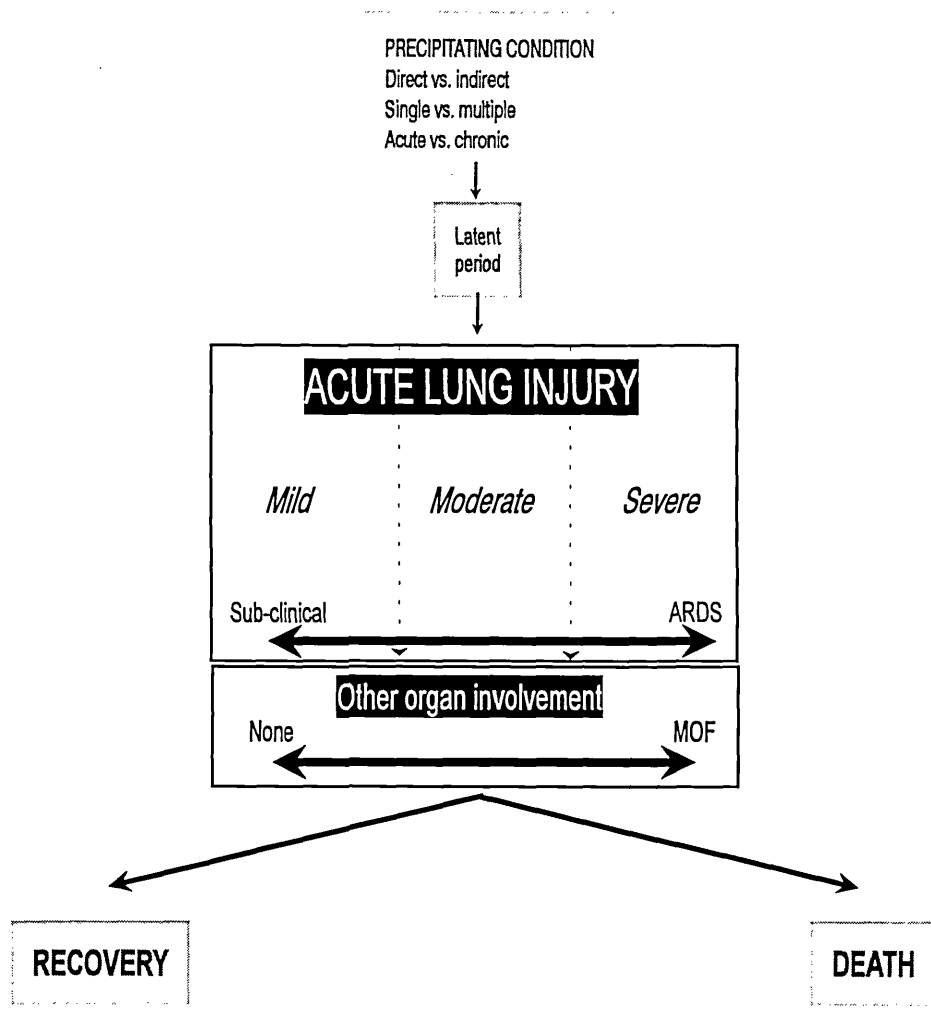 PRECIPITATING CONDITION
Direct vs. indirect
Single vs. multiple
Acute vs. chronic
Latent
period
ACUTE LUNG INJURY
Mild Moderate Severe
Sub-clinical ARDS
Other organ involvement
None MOF
RECOVERY DEATH